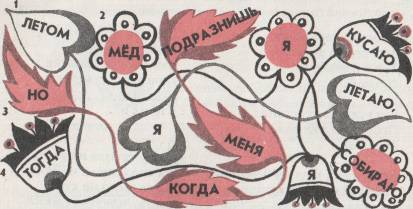 1
ЛЕТОМ
2
МЁД
ПОДРАЗНИШЬ,
Я
КУСАЮ
НО
ЛЕТАЮ,
3
Я
МЕНЯ
4
ТОГДА
КОГДА
Я
СОБИРАЮ,